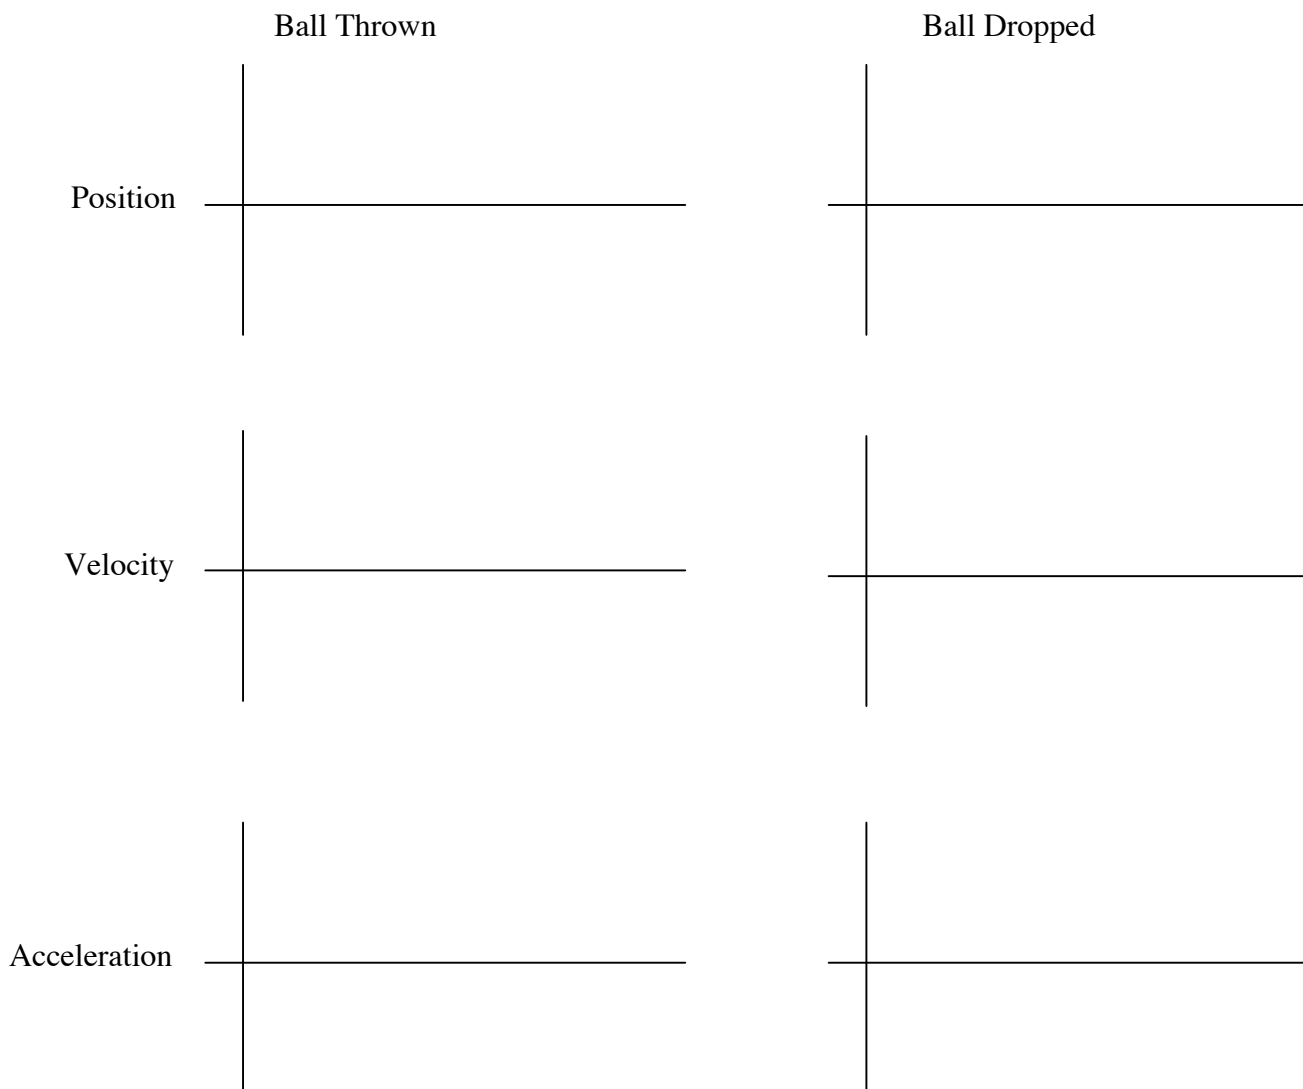 Ball Thrown
Ball Dropped
Position
Velocity
Acceleration